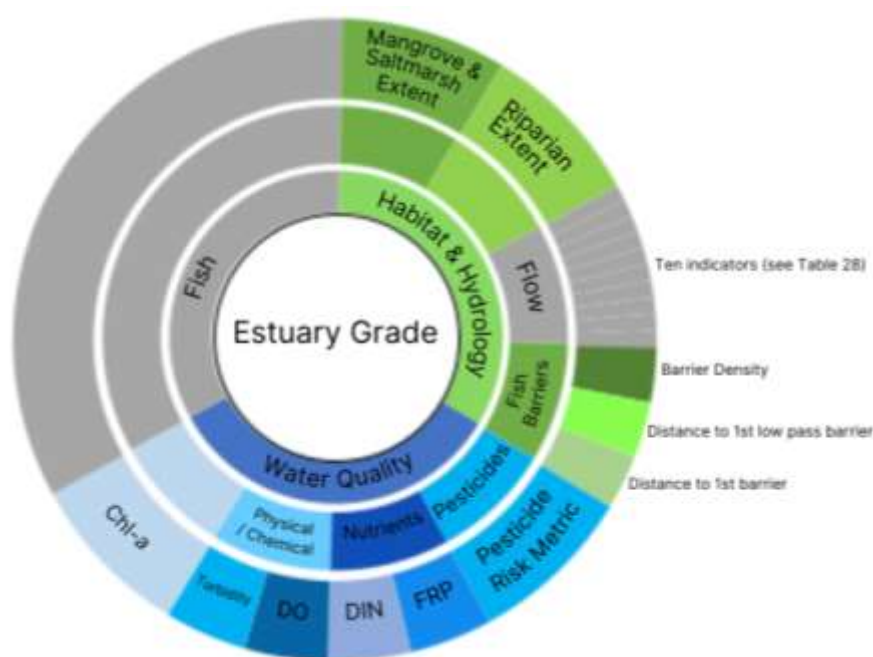 Mangrove &
Saltmarsh
Extent
Riparian
Extent
Habitat & Hydrology
Fish
Flow
Ten indicators (see Table 28)
Estuary Grade
Barrier Density
Fish
Barriers
Distance to 1st low pass barrier
Distance to 1st barrier
Water Quality
Pesticides
Pesticide
Risk Metric
Nutrients
Physical
/ Chemical
Chl-a
Turbidity
DO
DIN
FRP